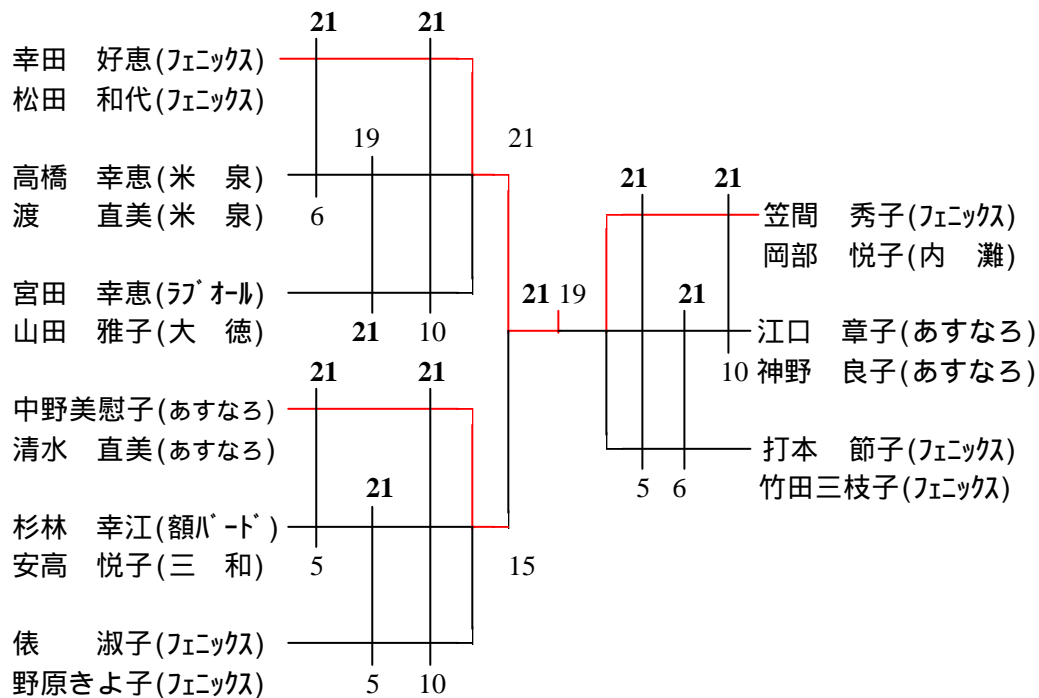 21 21
幸田 好恵(フェニックス)
松田 和代(フェニックス)
19 21
高橋 幸恵(米 泉)
渡 直美(米 泉) 6
宮田 幸恵(ラブオール)
山田 雅子(大 徳) 21 10
21 21
中野美慰子(あすなろ)
清水 直美(あすなろ)
21
杉林 幸江(額バード)
安高 悦子(三 和) 5 15
俵 淑子(フェニックス)
野原きよ子(フェニックス) 5 10
21 19
21 21
笠間 秀子(フェニックス)
岡部 悦子(内 灘)
21
江口 章子(あすなろ)
10 神野 良子(あすなろ)
打本 節子(フェニックス)
5 6 竹田三枝子(フェニックス)